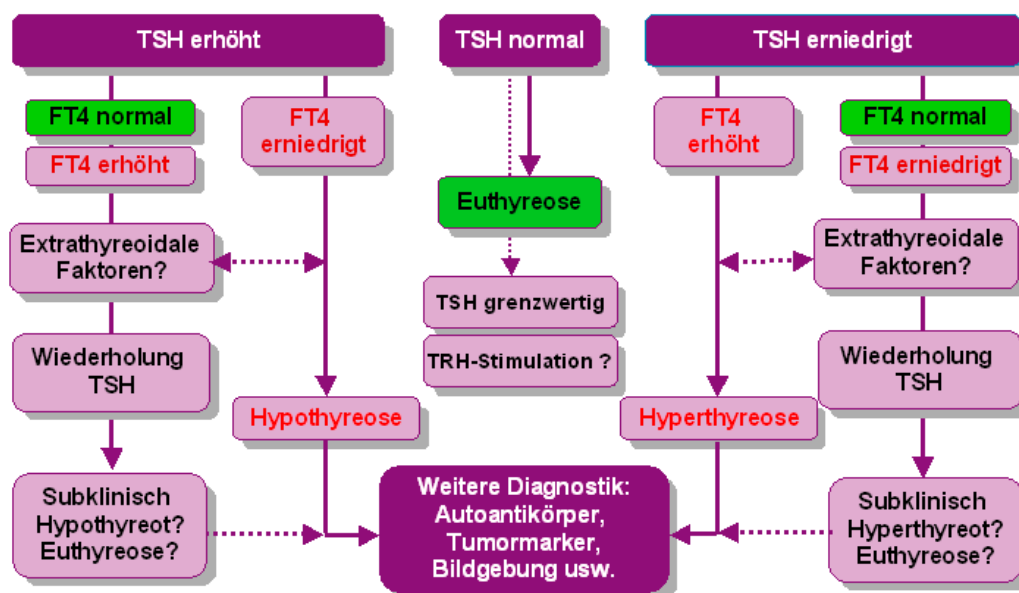 TSH erhöht
FT4 normal
FT4 erhöht
FT4
erniedrigt
Extrathyreoidale
Faktoren?
Wiederholung
TSH
Hypothyreose
Subklinisch
Hypothyreot?
Euthyreose?
TSH normal
Euthyreose
TSH grenzwertig
TRH-Stimulation ?
Weitere Diagnostik:
Autoantikörper,
Tumormarker,
Bildgebung usw.
TSH erniedrigt
FT4
erhöht
FT4 normal
FT4 erniedrigt
Extrathyreoidale
Faktoren?
Wiederholung
TSH
Hyperthyreose
Subklinisch
Hyperthyreot?
Euthyreose?